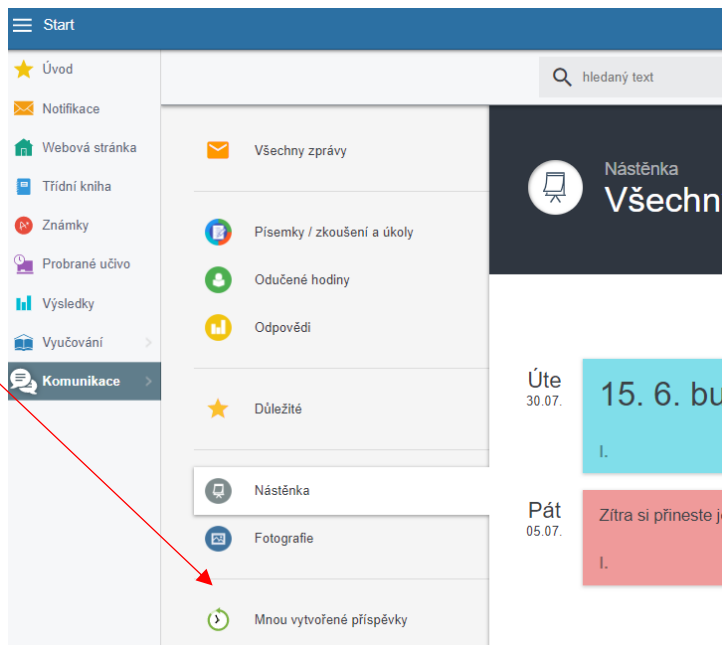 Start
Úvod
Notifikace
Webová stránka
Třídní kniha
Známky
Probrané učivo
Výsledky
Vyučování
Komunikace
hledaný text
Všechny zprávy
Písemky / zkoušení a úkoly
Odučené hodiny
Odpovědi
Důležité
Nástěnka
Fotografie
Mnou vytvořené příspěvky
Nástěnka
Všechn
Úte
30.07.
15. 6. bu
I.
Pát
05.07.
Zítra si přineste
I.